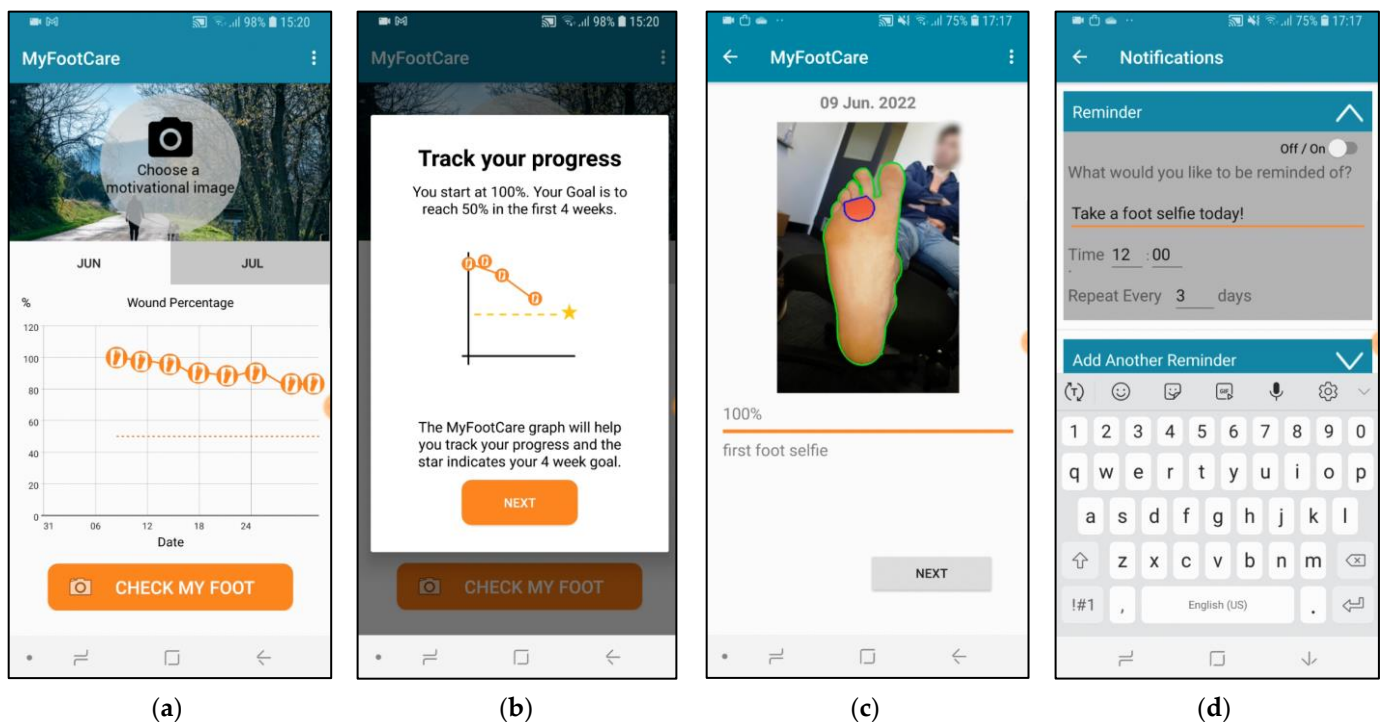 98% 15:20
MyFootCare
Choose a
motivational image
JUN JUL
% Wound Percentage
120
100
80
60
40
20
0
31 06 12 18 24
Date
CHECK MY FOOT
(a)
98% 15:20
MyFootCare
Track your progress
You start at 100%. Your Goal is to
reach 50% in the first 4 weeks.
The MyFootCare graph will help
you track your progress and the
star indicates your 4 week goal.
NEXT
CHECK MY FOOT
(b)
75% 17:17
MyFootCare
09 Jun. 2022
100%
first foot selfie
NEXT
(c)
75% 17:17
Notifications
Reminder
Off / On
What would you like to be reminded of?
Take a foot selfie today!
Time 12 : 00
Repeat Every 3 days
Add Another Reminder
GIF
1 2 3 4 5 6 7 8 9 0
q w e r t y u i o p
a s d f g h j k l
z x c v b n m
!#1 , English (US) .
(d)